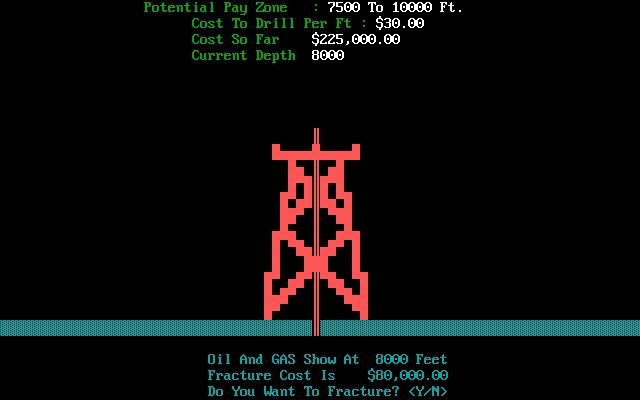 Potential Pay Zone   : 7500 To 10000 Ft.
Cost To Drill Per Ft : $30.00
Cost So Far    $225,000.00
Current Depth  8000
Oil And GAS Show At  8000 Feet
Fracture Cost Is    $80,000.00
Do You Want To Fracture? <Y/N>